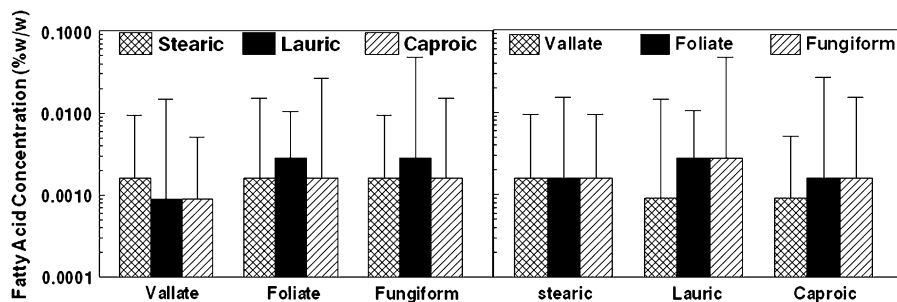 Fatty Acid Concentration (%w/w)
0.1000
0.0100
0.0010
0.0001
Stearic Lauric Caproic
Vallate Foliate Fungiform
Vallate Foliate Fungiform
stearic Lauric Caproic